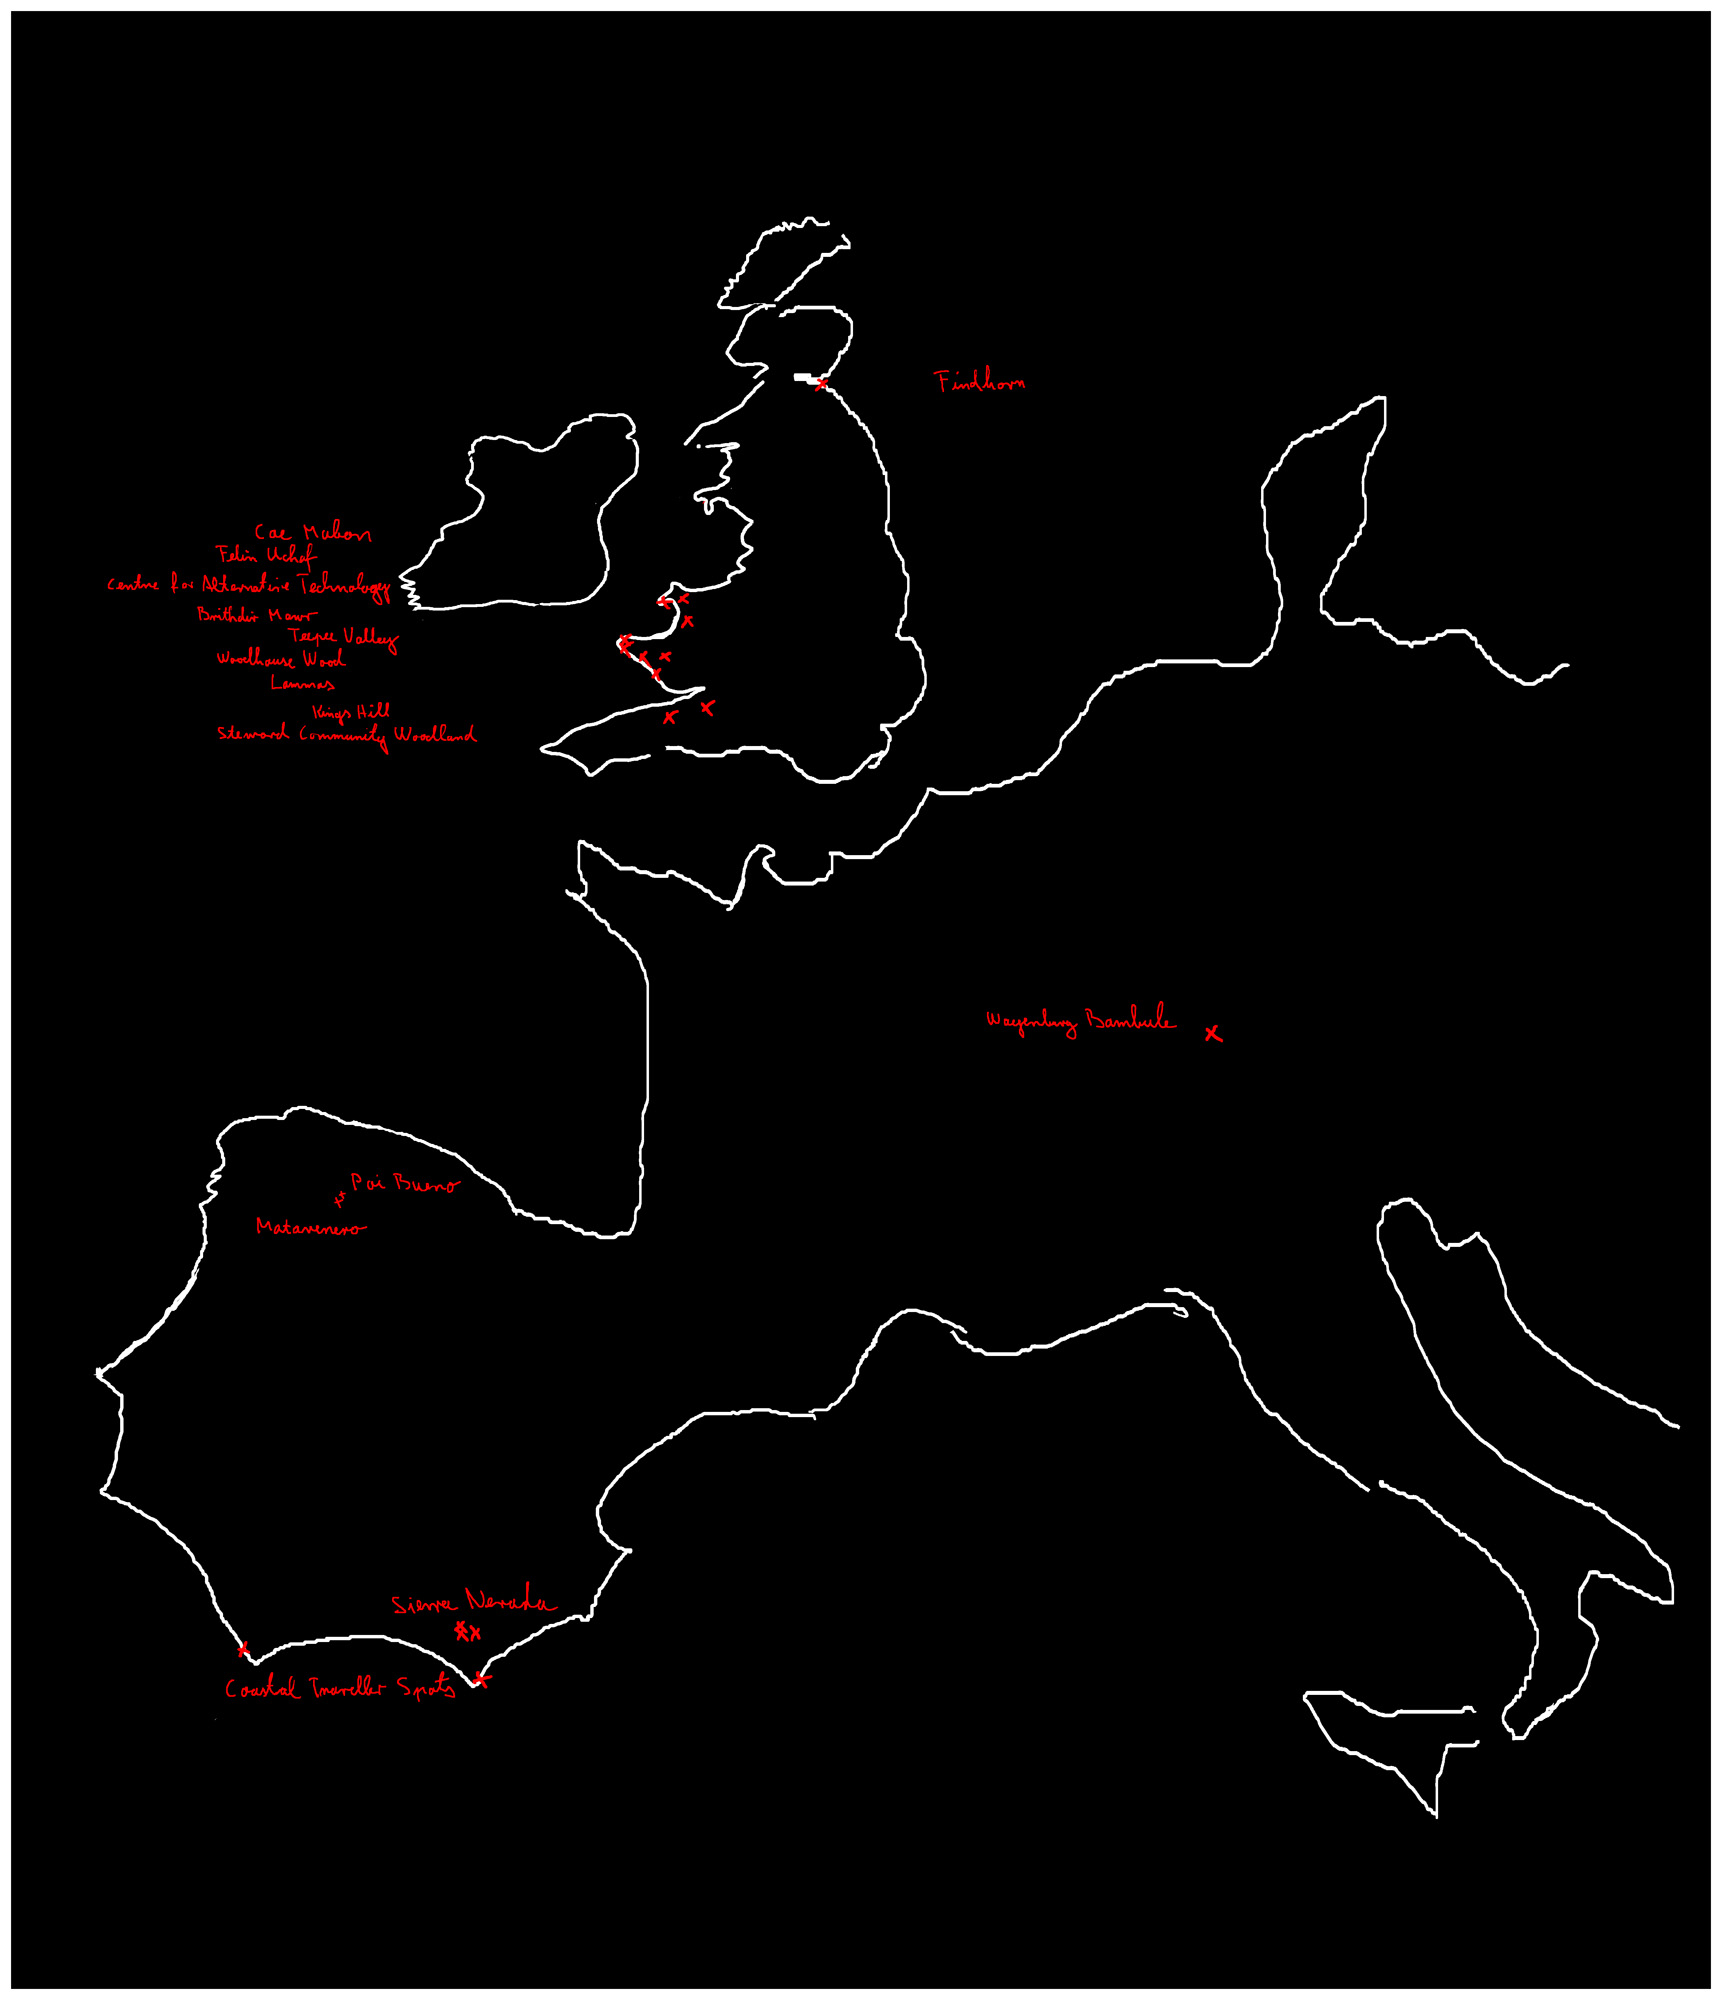 Findhorn
Cae Mabon
Felin Uchaf
Centre for Alternative Technology
Brithdir Mawr
Teepee Valley
Woodhouse Wood
Lammas
Kings Hill
Steward Community Woodland
Wagenburg Bambule
Poi Bueno
Matavenero
Sierra Nevada
Coastal Traveller Spots